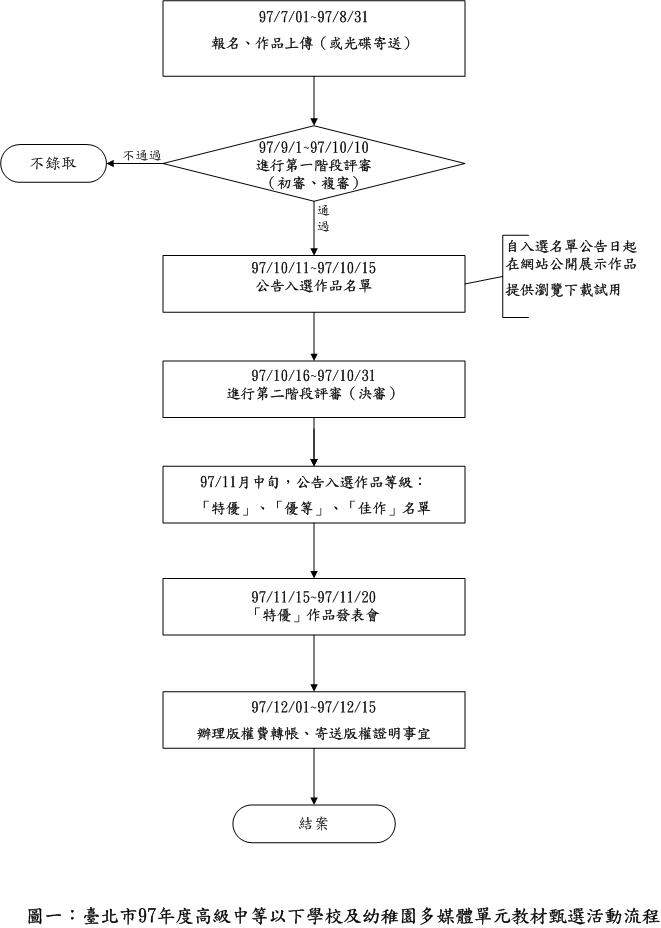 97/7/01~97/8/31
報名、作品上傳（或光碟寄送）
97/9/1~97/10/10
進行第一階段評審
（初審、複審）
不通過
不錄取
通
過
97/10/11~97/10/15
公告入選作品名單
自入選名單公告日起
在網站公開展示作品
提供瀏覽下載試用
97/10/16~97/10/31
進行第二階段評審（決審）
97/11月中旬，公告入選作品等級：
「特優」、「優等」、「佳作」名單
97/11/15~97/11/20
「特優」作品發表會
97/12/01~97/12/15
辦理版權費轉帳、寄送版權證明事宜
結案
圖一：臺北市97年度高級中等以下學校及幼稚園多媒體單元教材甄選活動流程